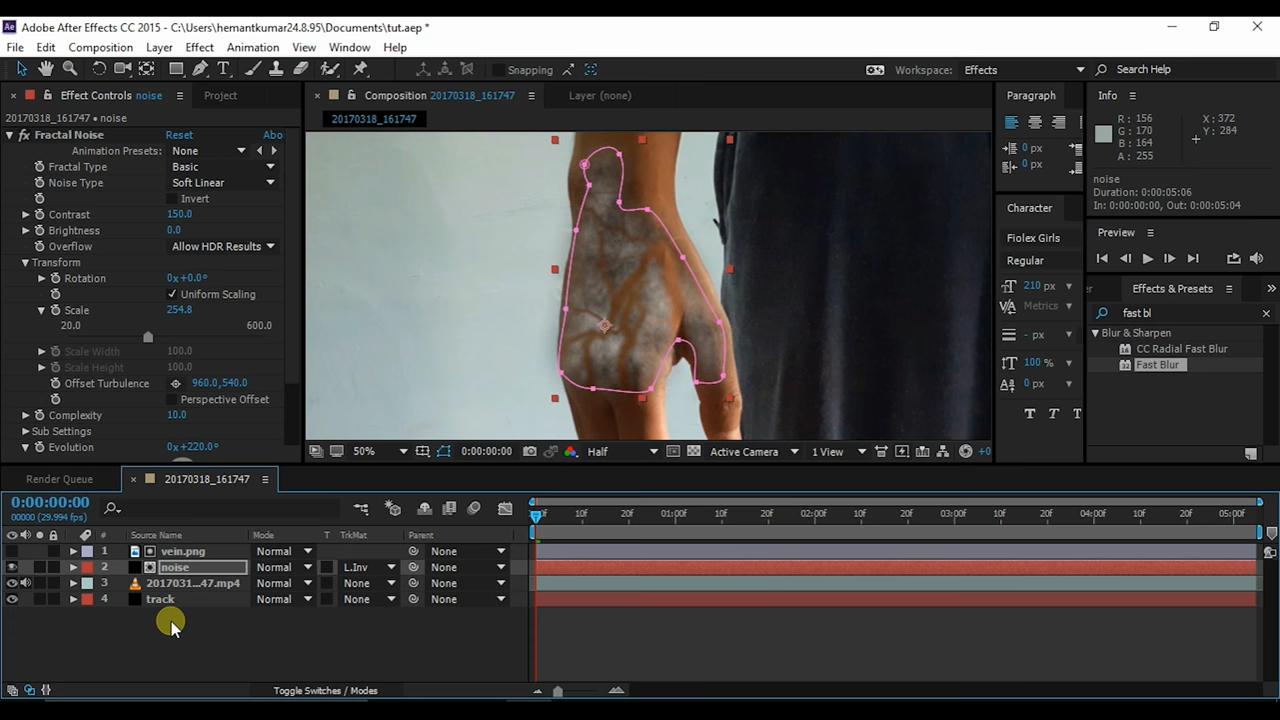 Ae Adobe After Effects CC 2015 - C:\Users\hemantkumar24.8.95\Documents\tut.aep *
File Edit Composition Layer Effect Animation View Window Help
Snapping Workspace: Effects Search Help
Effect Controls noise Project
20170318_161747 • noise
fx Fractal Noise Reset Abo
Animation Presets: None
Fractal Type Basic
Noise Type Soft Linear
Invert
Contrast 150.0
Brightness 0.0
Overflow Allow HDR Results
Transform
Rotation 0x+0.0°
Uniform Scaling
Scale 254.8
20.0 600.0
Scale Width 100.0
Scale Height 100.0
Offset Turbulence 960.0,540.0
Perspective Offset
Complexity 10.0
Sub Settings
Evolution 0x+220.0°
Composition 20170318_161747 Layer (none)
20170318_161747
50% 0:00:00:00 Half Active Camera 1 View +0
Paragraph
0 px
0 px
Character
Fiolex Girls
Regular
210 px
Metrics
- px
100 %
0 px
T T T
Info
R: 156 X: 372
G: 170 Y: 284
B: 164
A: 255
noise
Duration: 0:00:05:06
In: 0:00:00:00, Out: 0:00:05:04
Preview
Effects & Presets
fast bl
Blur & Sharpen
CC Radial Fast Blur
32 Fast Blur
Render Queue 20170318_161747
0:00:00:00
00000 (29.994 fps)
# Source Name Mode T TrkMat Parent
1 vein.png Normal None
2 noise Normal L.Inv None
3 2017031...47.mp4 Normal None None
4 track Normal None None
10f 20f 01:00f 10f 20f 02:00f 10f 20f 03:00f 10f 20f 04:00f 10f 20f 05:00f
Toggle Switches / Modes